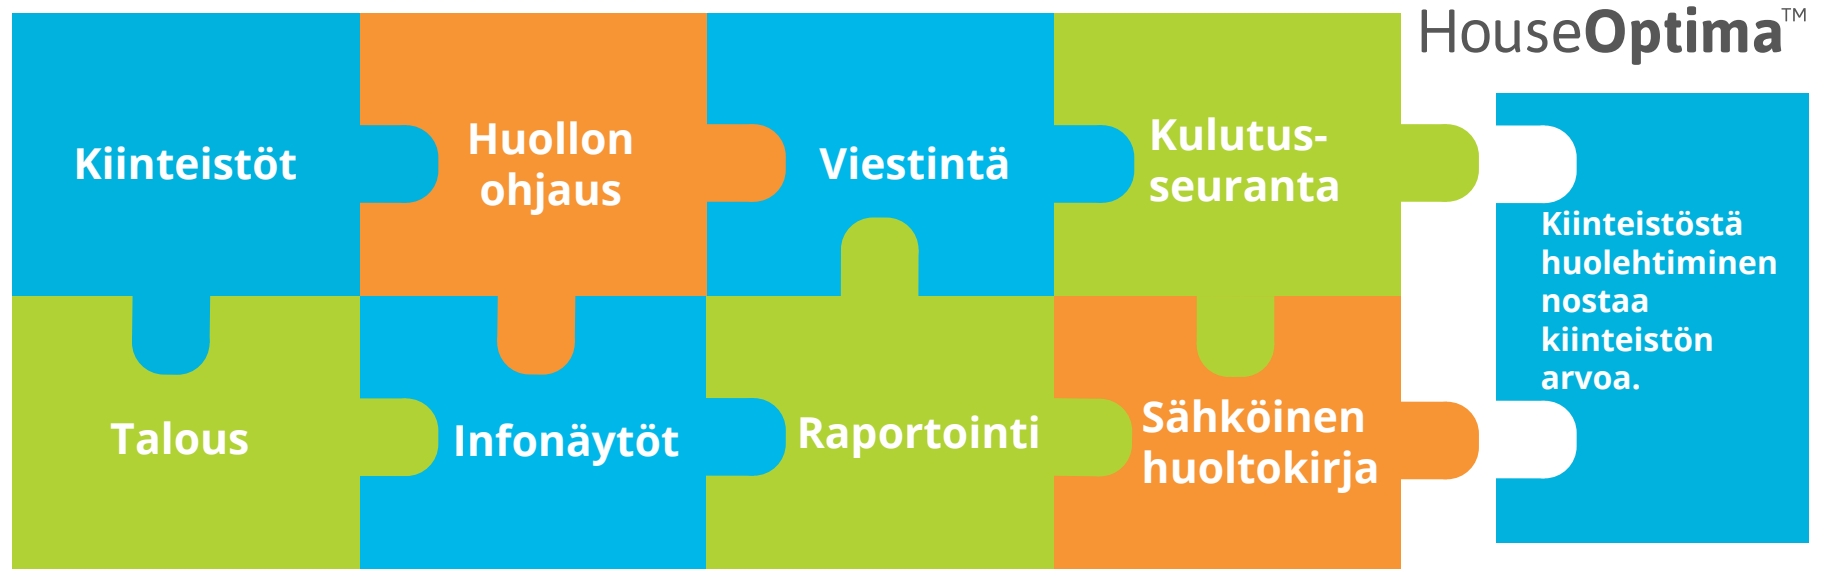 HouseOptima™
Kiinteistöt
Huollon
ohjaus
Viestintä
Kulutus-
seuranta
Talous
Infonäytöt
Raportointi
Sähköinen
huoltokirja
Kiinteistöstä
huolehtiminen
nostaa
kiinteistön
arvoa.